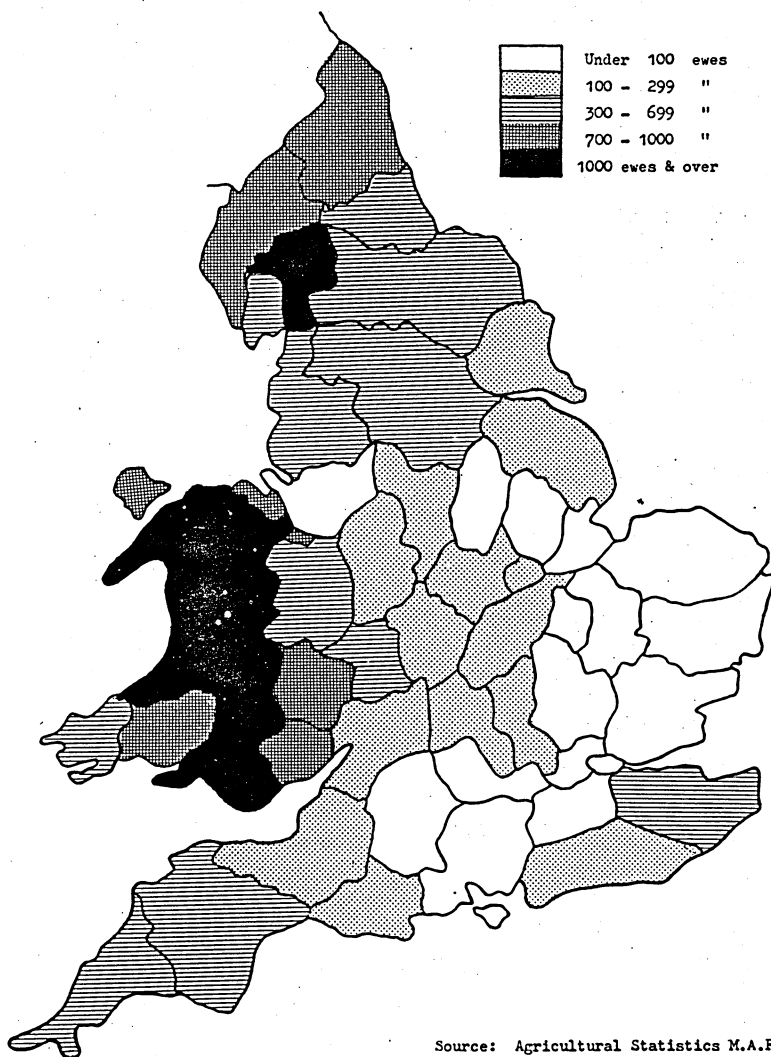 Under 100 ewes
100 - 299 "
300 - 699 "
700 - 1000 "
1000 ewes & over
Source: Agricultural Statistics M.A.F